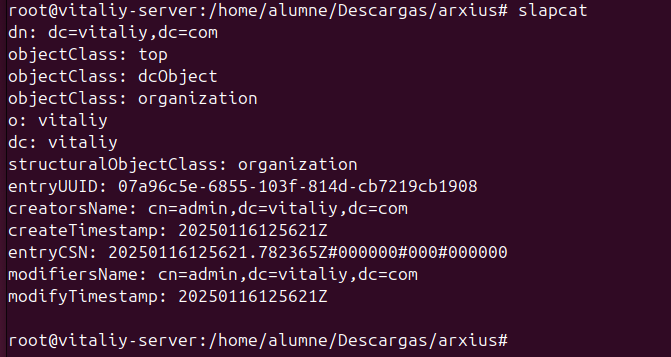 root@vitaliy-server:/home/alumne/Descargas/arxius# slapcat
dn: dc=vitaliy,dc=com
objectClass: top
objectClass: dcObject
objectClass: organization
o: vitaliy
dc: vitaliy
structuralObjectClass: organization
entryUUID: 07a96c5e-6855-103f-814d-cb7219cb1908
creatorsName: cn=admin,dc=vitaliy,dc=com
createTimestamp: 20250116125621Z
entryCSN: 20250116125621.782365Z#000000#000#000000
modifiersName: cn=admin,dc=vitaliy,dc=com
modifyTimestamp: 20250116125621Z
root@vitaliy-server:/home/alumne/Descargas/arxius#